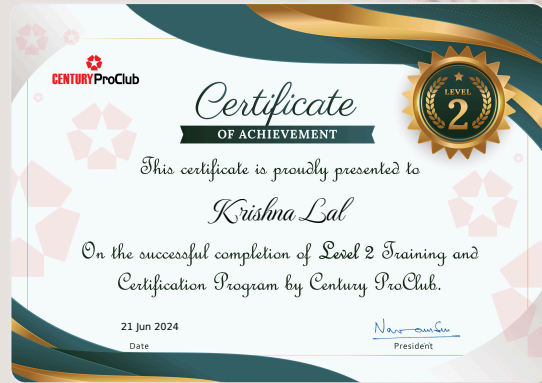 CENTURY ProClub
Certificate
OF ACHIEVEMENT
LEVEL
2
This certificate is proudly presented to
Krishna Lal
On the successful completion of Level 2 Training and
Certification Program by Century ProClub.
21 Jun 2024
Date
President